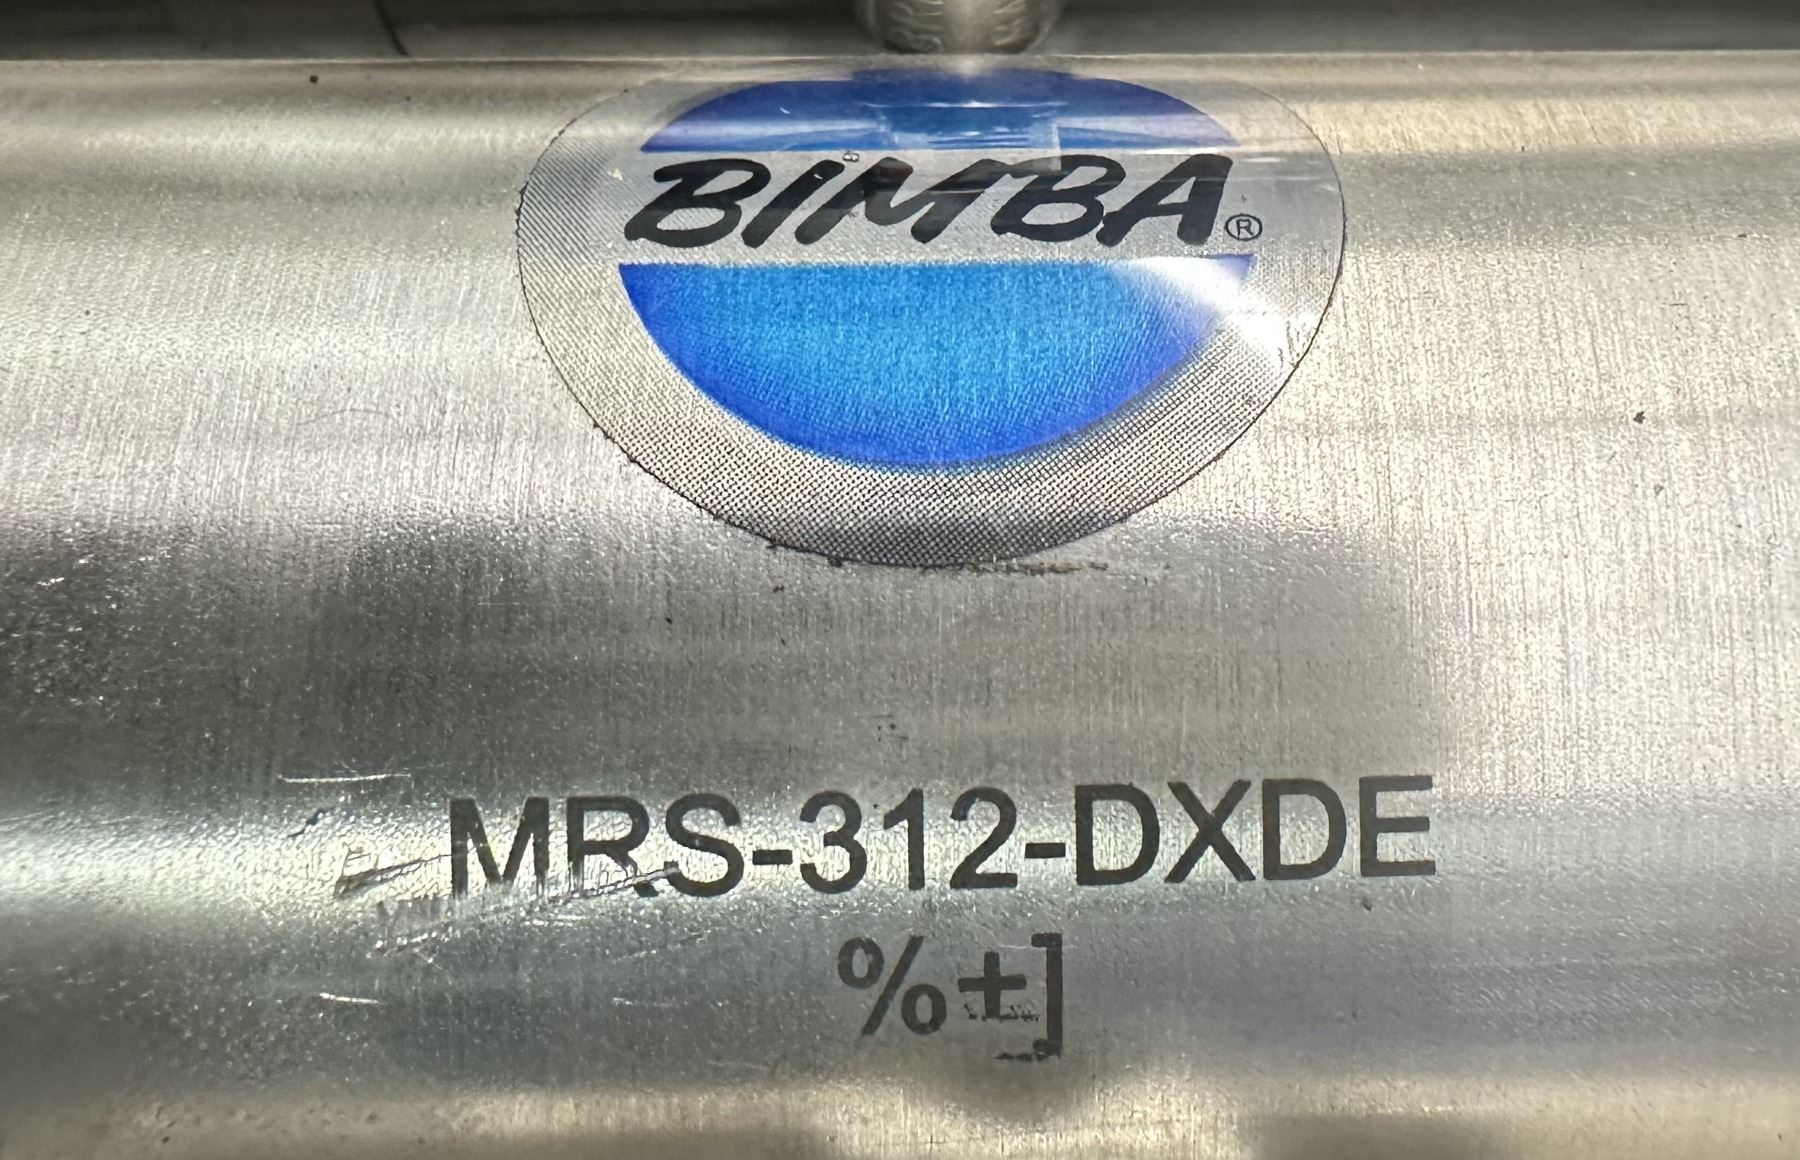 BIMBA®
MRS-312-DXDE
%±]